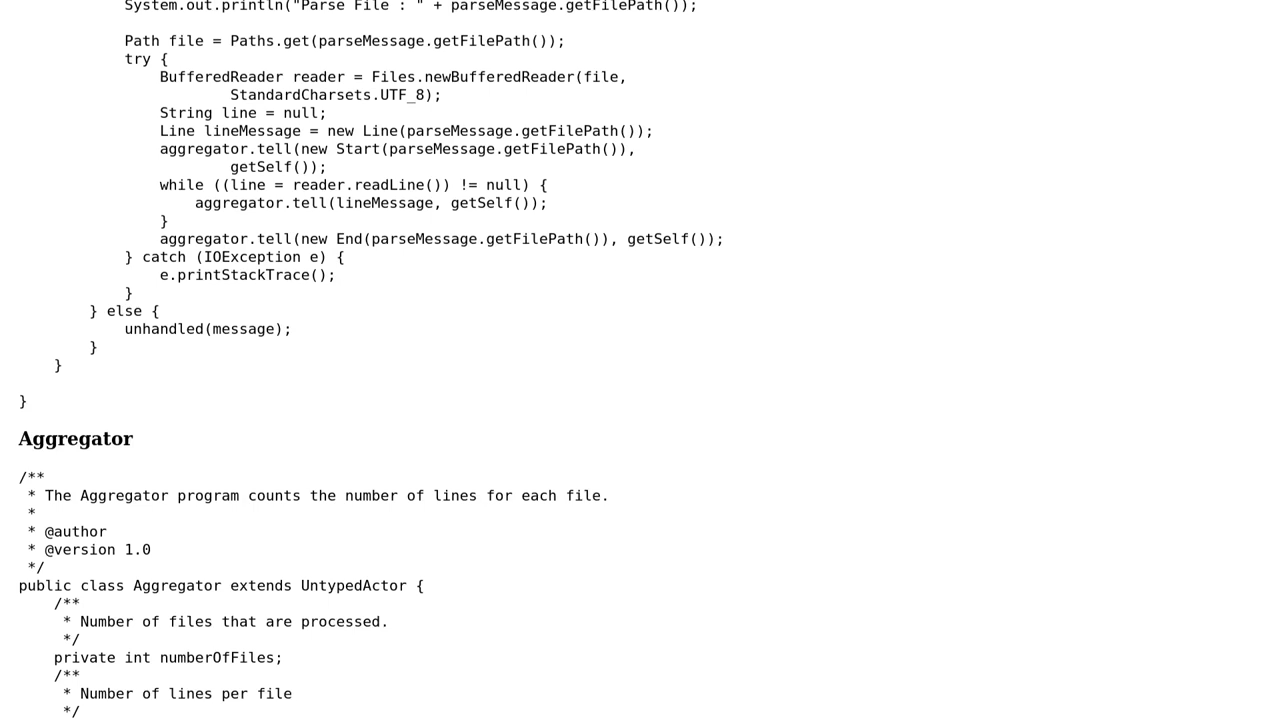 System.out.println("Parse File : " + parseMessage.getFilePath());
Path file = Paths.get(parseMessage.getFilePath());
try {
BufferedReader reader = Files.newBufferedReader(file,
StandardCharsets.UTF_8);
String line = null;
Line lineMessage = new Line(parseMessage.getFilePath());
aggregator.tell(new Start(parseMessage.getFilePath()),
getSelf());
while ((line = reader.readLine()) != null) {
aggregator.tell(lineMessage, getSelf());
}
aggregator.tell(new End(parseMessage.getFilePath()), getSelf());
} catch (IOException e) {
e.printStackTrace();
}
} else {
unhandled(message);
}
}
}
Aggregator
/**
* The Aggregator program counts the number of lines for each file.
*
* @author
* @version 1.0
*/
public class Aggregator extends UntypedActor {
/**
* Number of files that are processed.
*/
private int numberOfFiles;
/**
* Number of lines per file
*/